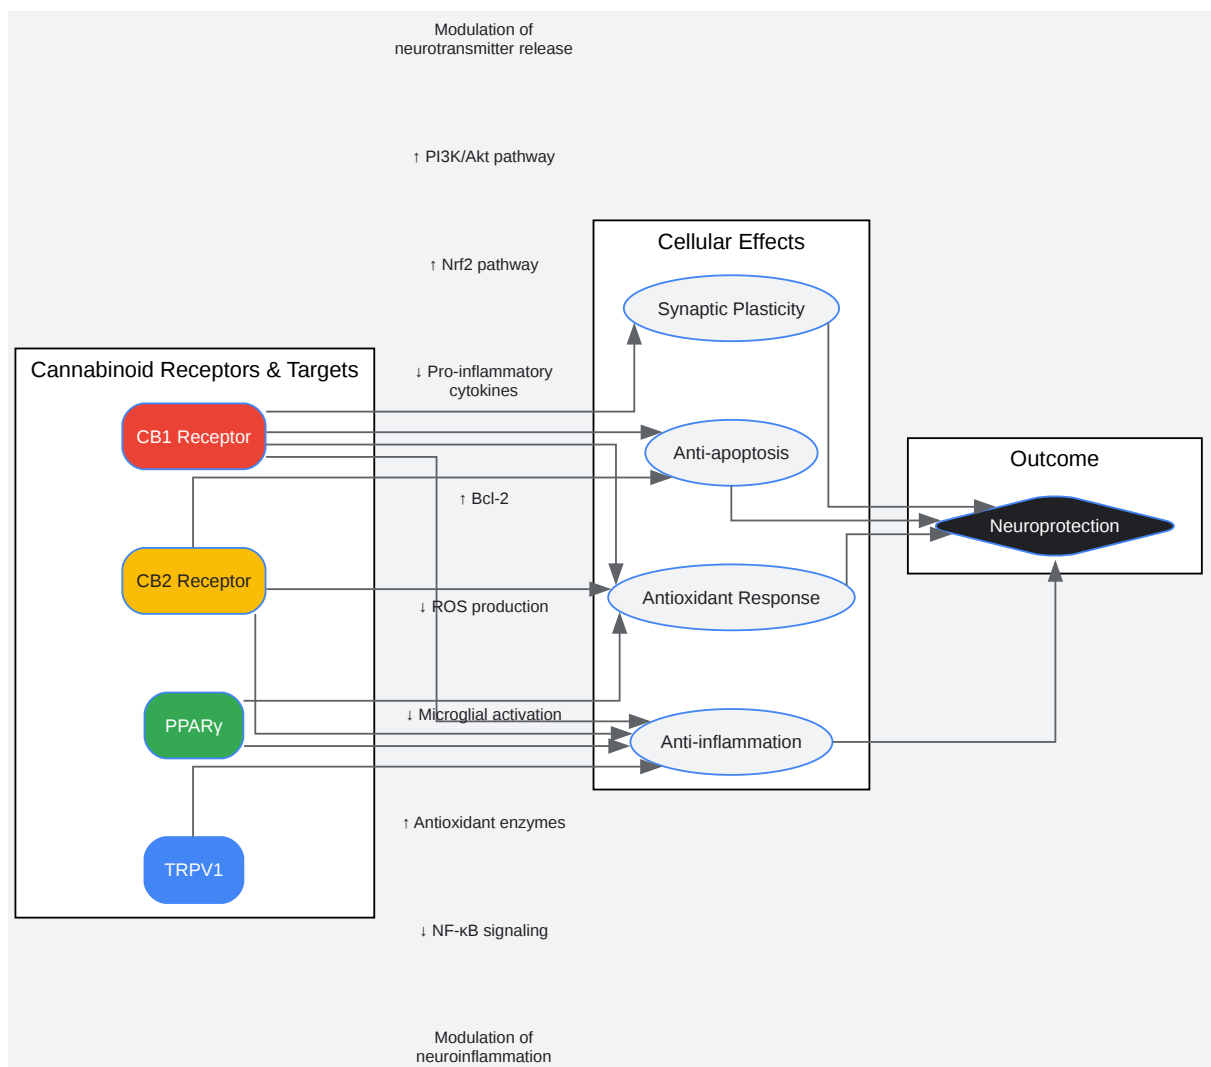 Modulation of
neurotransmitter release
↑ PI3K/Akt pathway
↑ Nrf2 pathway
↓ Pro-inflammatory
cytokines
↑ Bcl-2
↓ ROS production
↓ Microglial activation
↑ Antioxidant enzymes
↓ NF-κB signaling
Modulation of
neuroinflammation
Cannabinoid Receptors & Targets
CB1 Receptor
CB2 Receptor
PPARγ
TRPV1
Cellular Effects
Synaptic Plasticity
Anti-apoptosis
Antioxidant Response
Anti-inflammation
Outcome
Neuroprotection